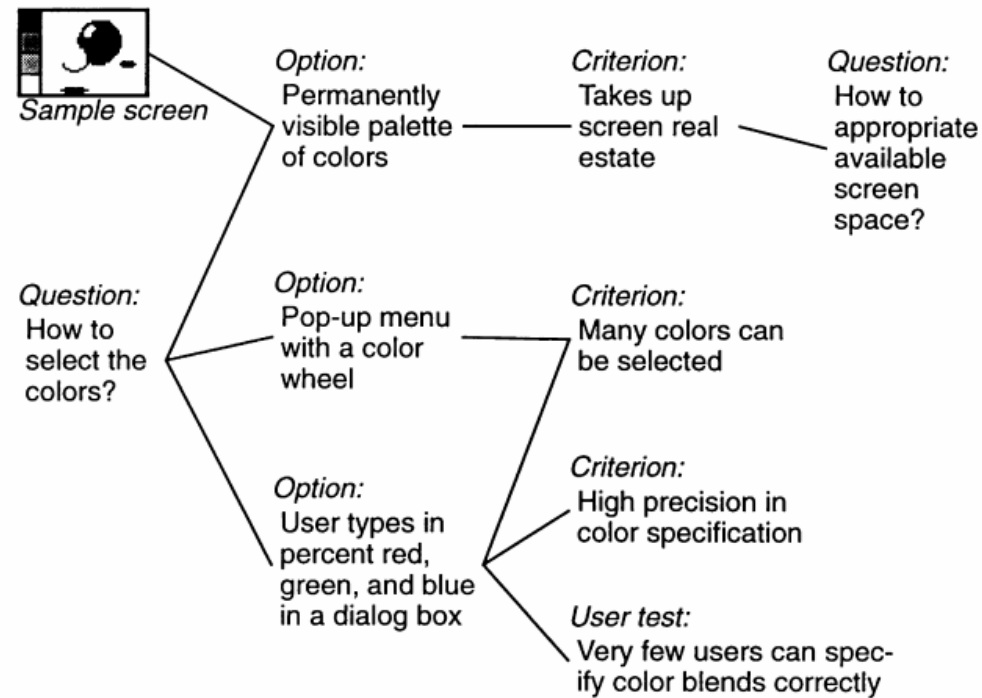 Sample screen
Option:
Permanently
visible palette
of colors
Criterion:
Takes up
screen real
estate
Question:
How to
appropriate
available
screen
space?
Question:
How to
select the
colors?
Option:
Pop-up menu
with a color
wheel
Criterion:
Many colors can
be selected
Option:
User types in
percent red,
green, and blue
in a dialog box
Criterion:
High precision in
color specification
User test:
Very few users can spec-
ify color blends correctly